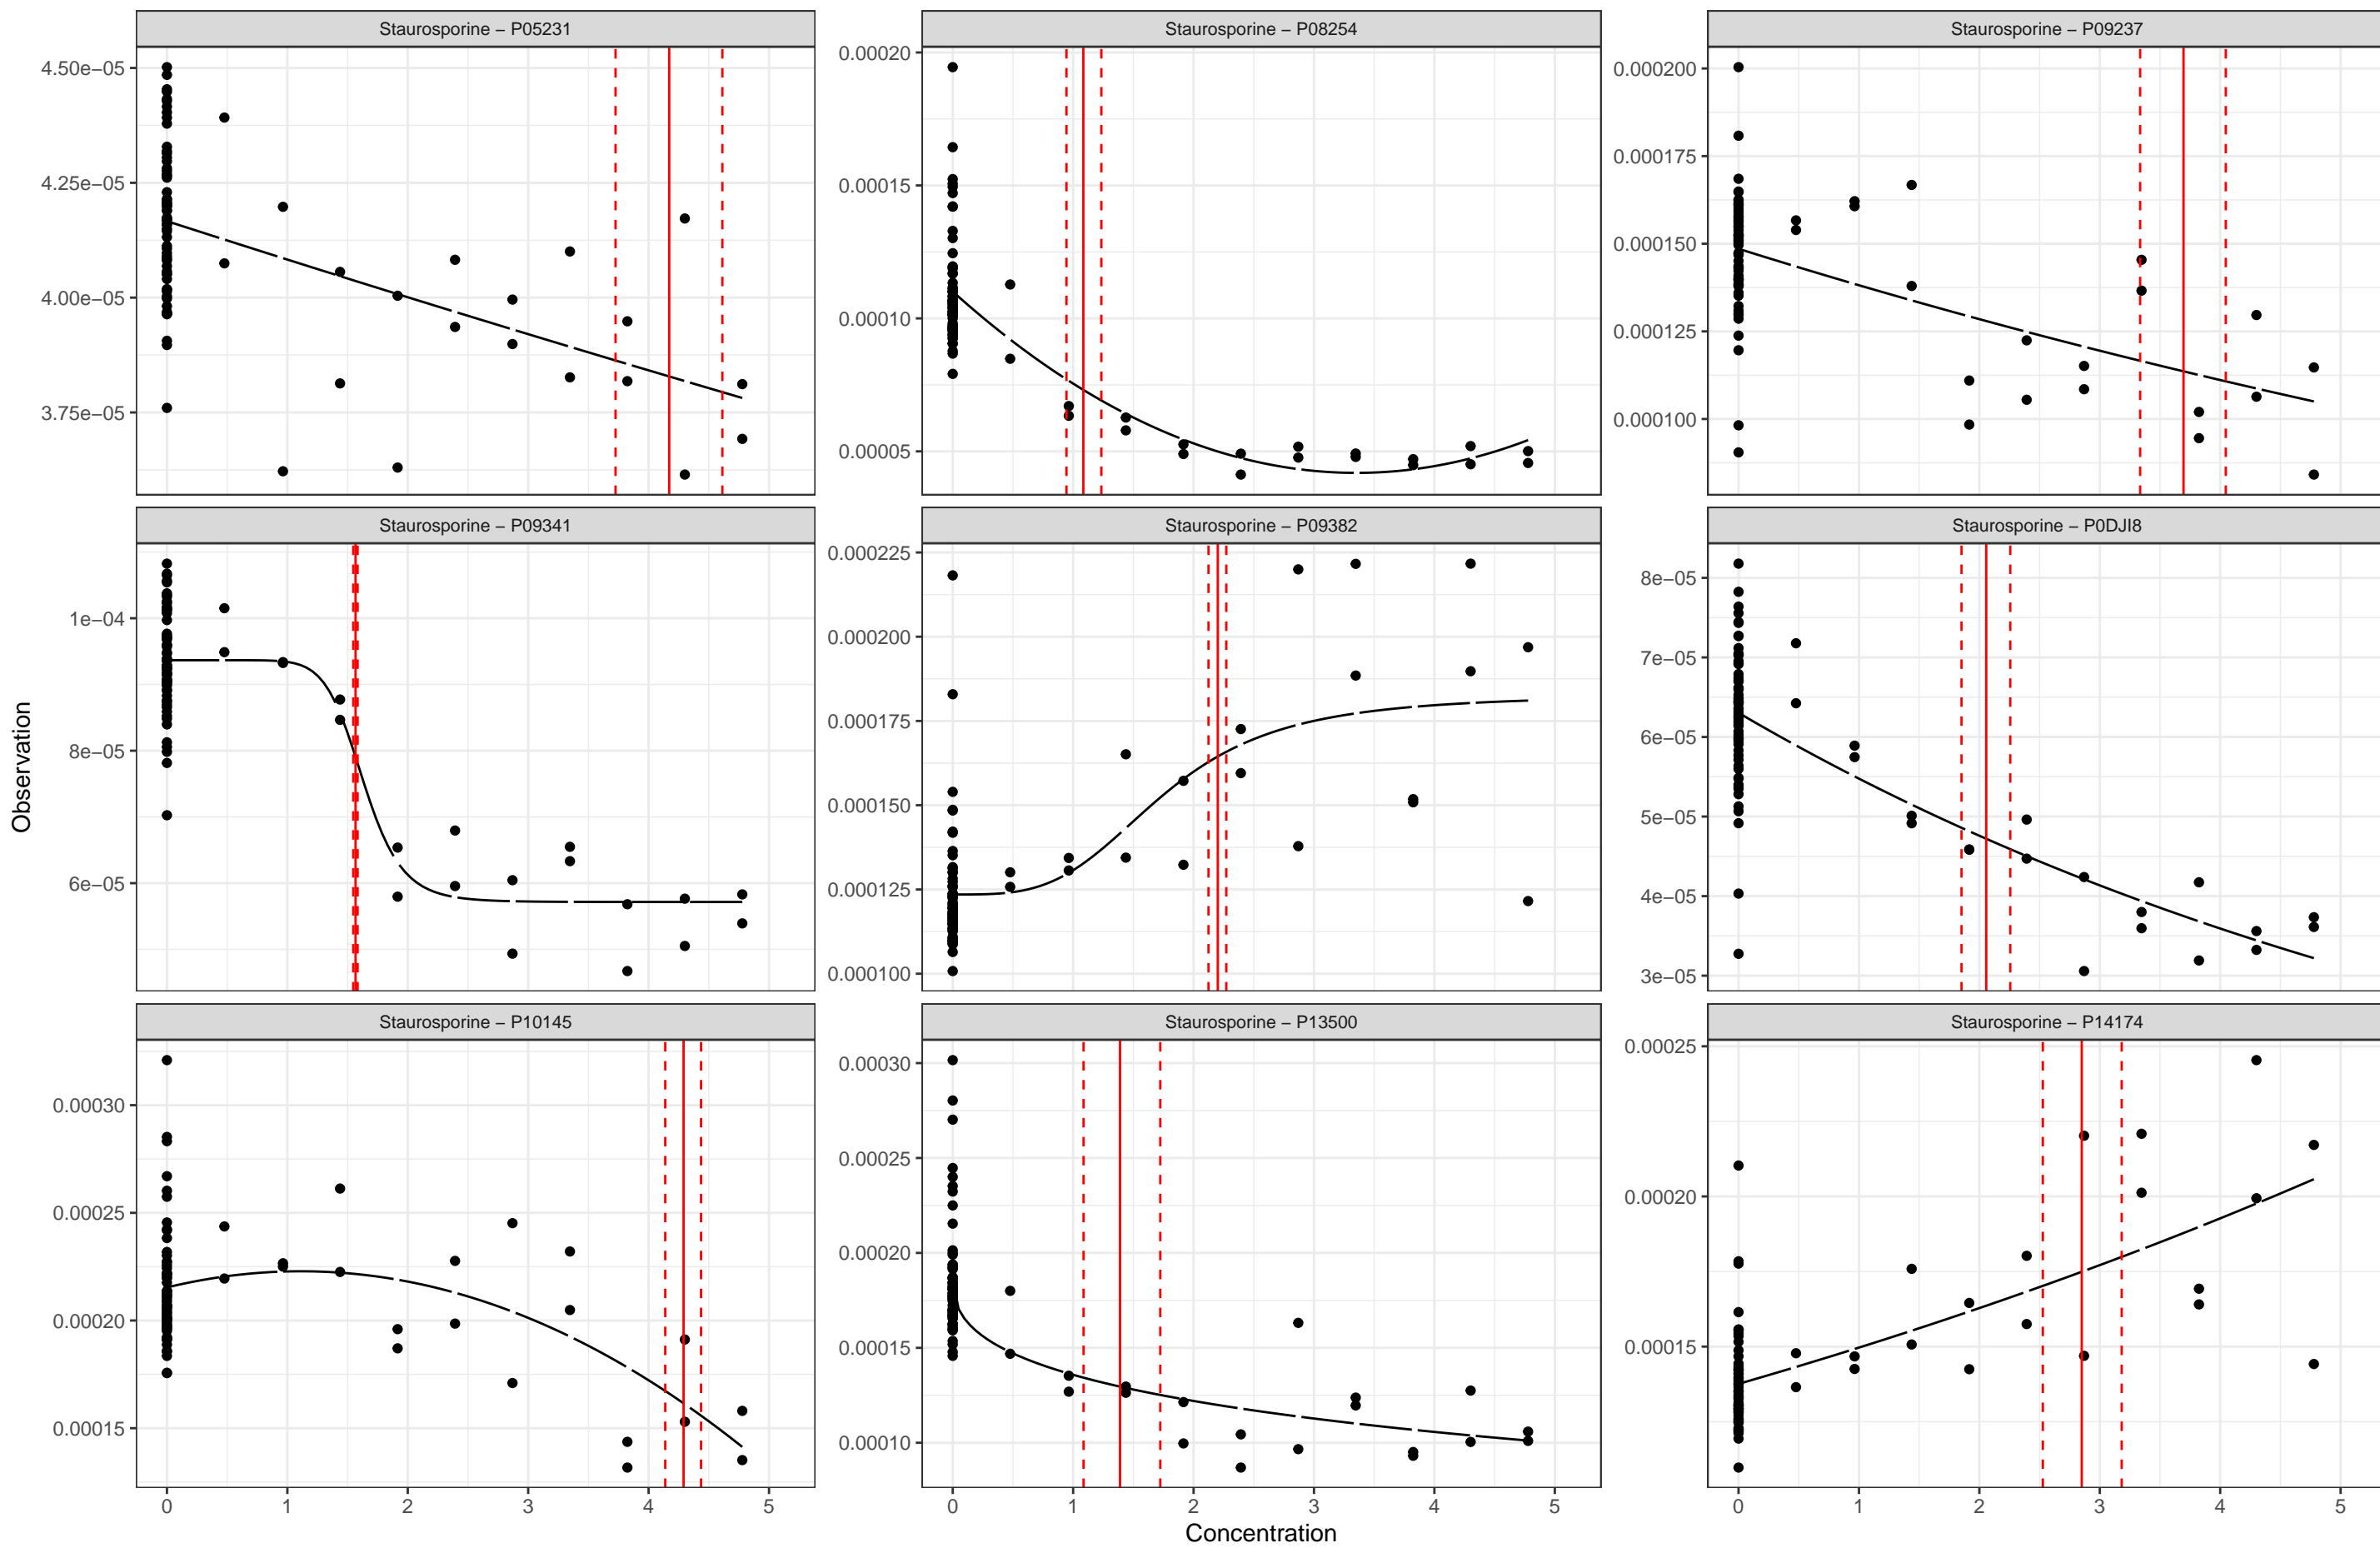 Staurosporine − P05231
Staurosporine − P08254
Staurosporine − P09237
4.50e−05
4.25e−05
4.00e−05
3.75e−05
0.00020
0.00015
0.00010
0.00005
0.000200
0.000175
0.000150
0.000125
0.000100
Staurosporine − P09341
Staurosporine − P09382
Staurosporine − P0DJI8
1e−04
8e−05
6e−05
0.000225
0.000200
0.000175
0.000150
0.000125
0.000100
8e−05
7e−05
6e−05
5e−05
4e−05
3e−05
Observation
Staurosporine − P10145
Staurosporine − P13500
Staurosporine − P14174
0.00030
0.00025
0.00020
0.00015
0.00030
0.00025
0.00020
0.00015
0.00010
0.00025
0.00020
0.00015
0 1 2 3 4 5
0 1 2 3 4 5
0 1 2 3 4 5
Concentration